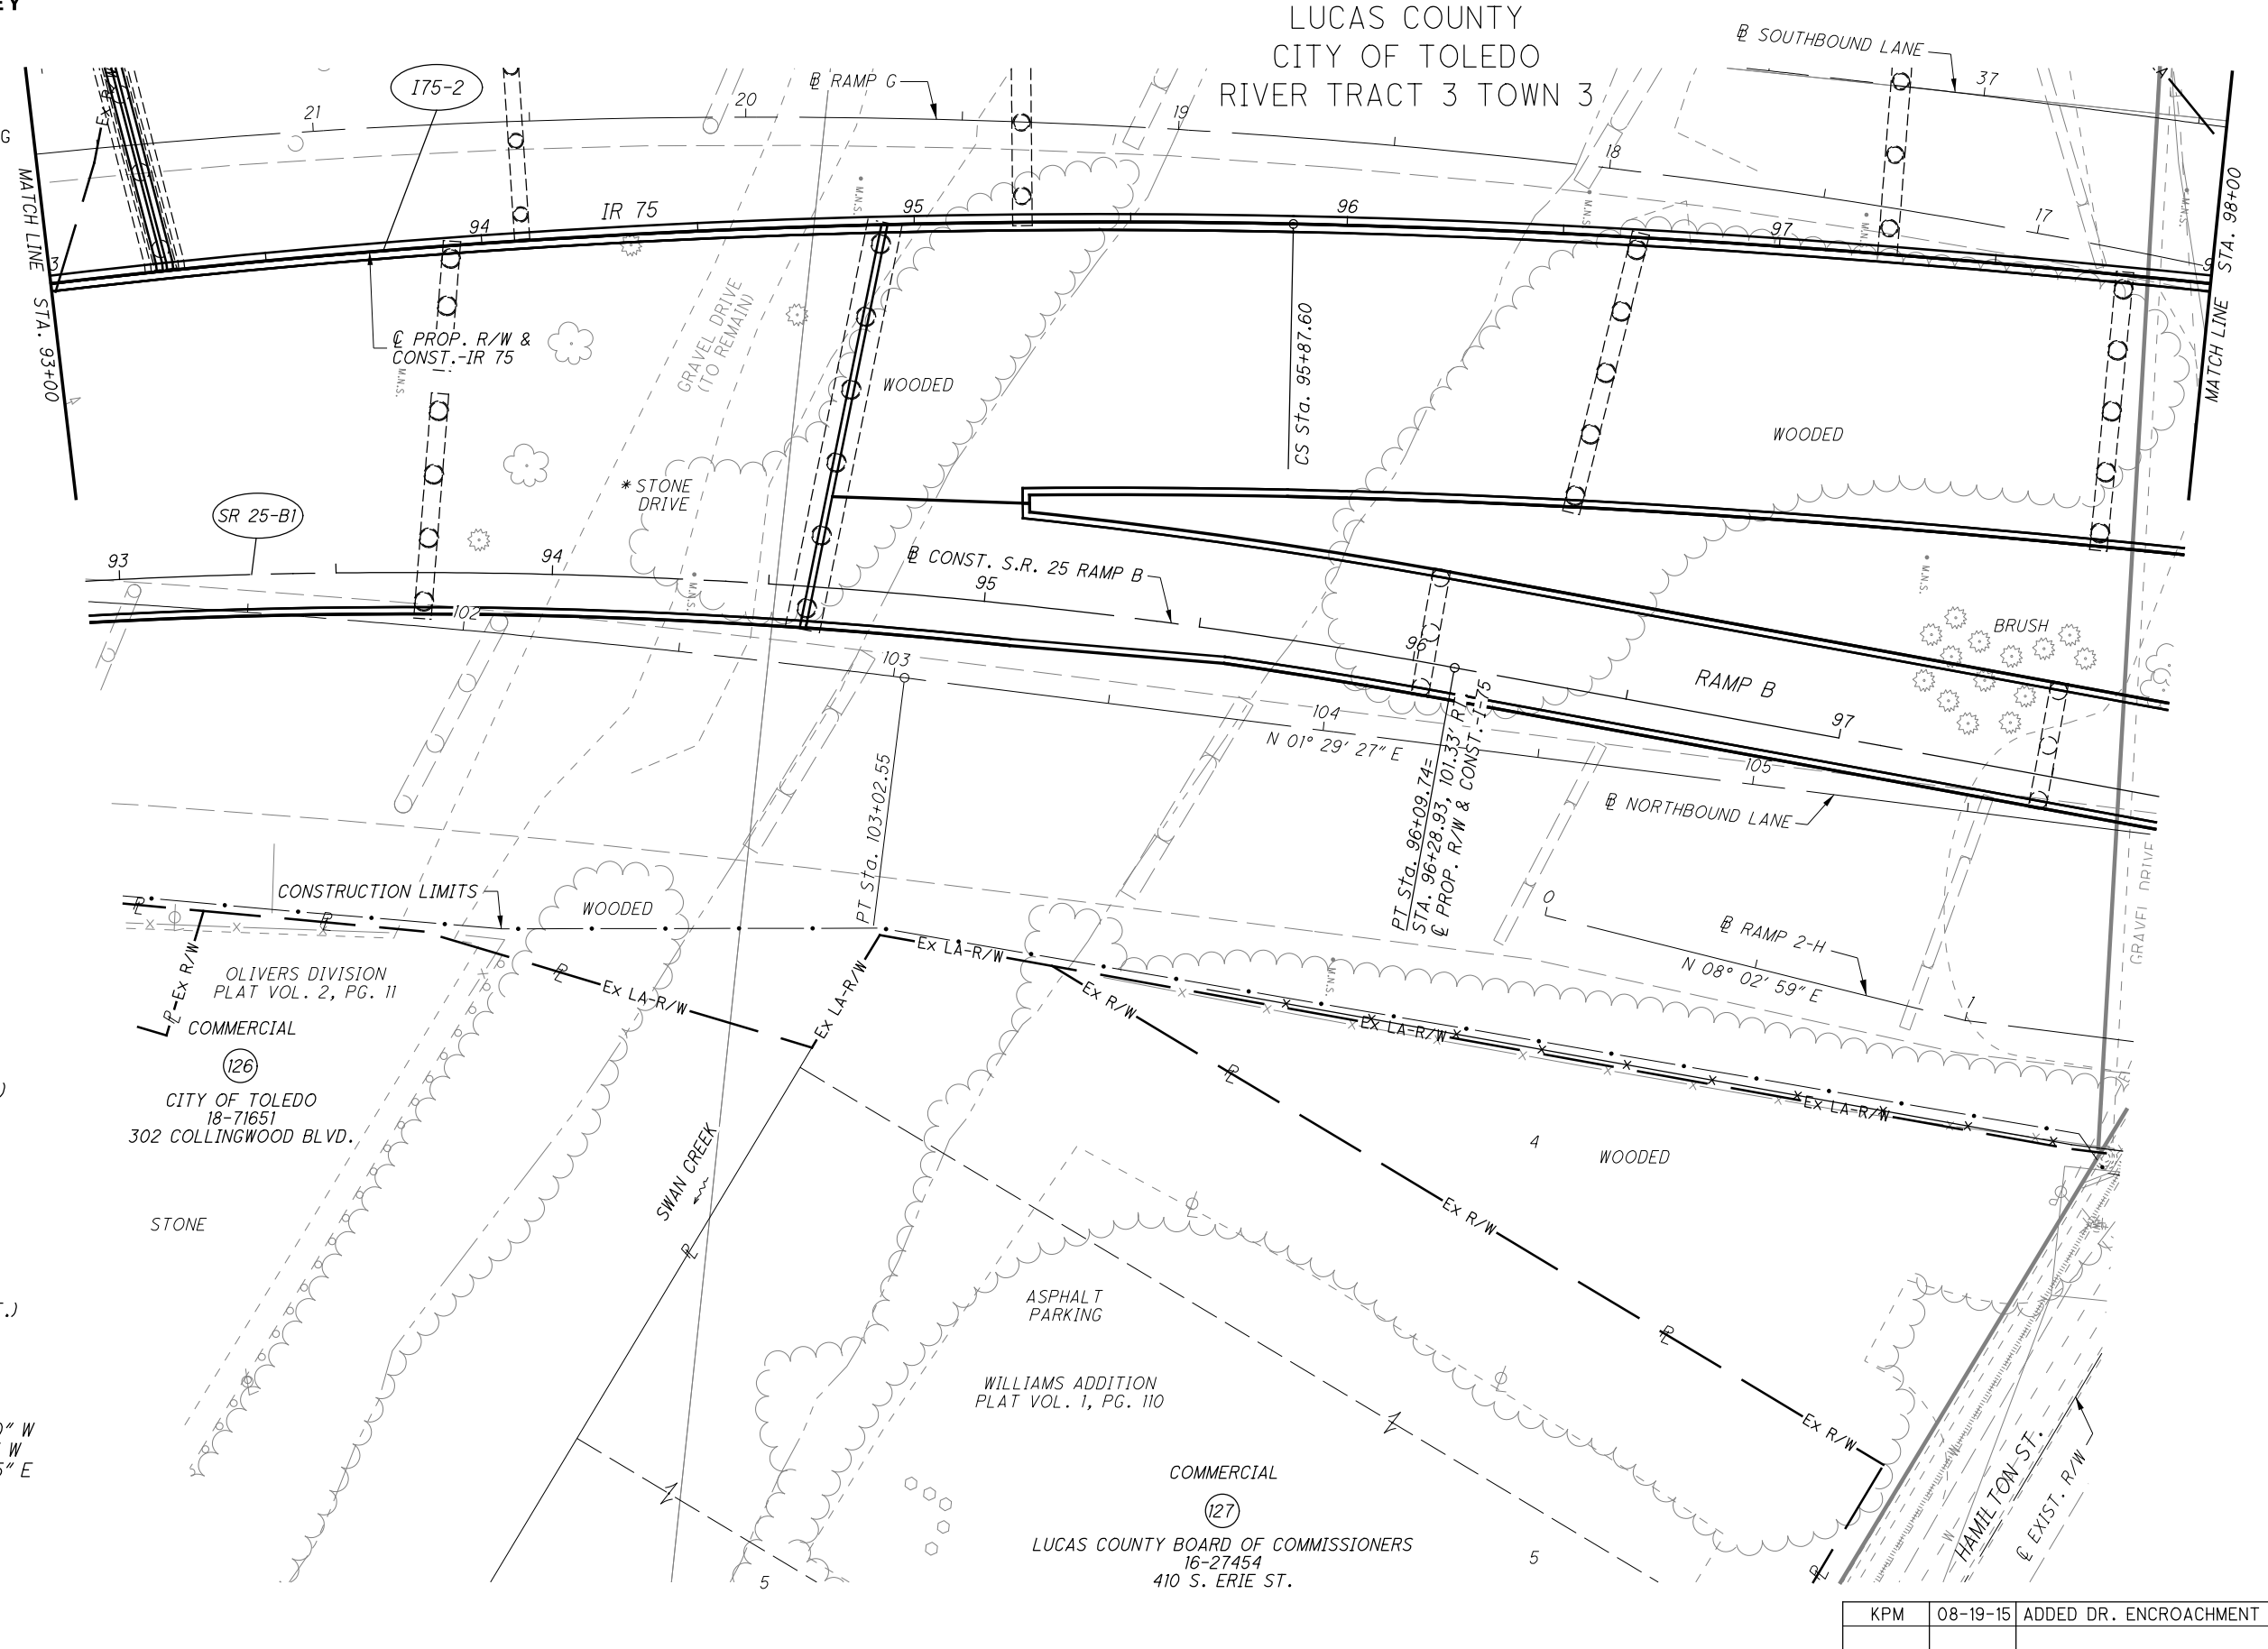 EY
LUCAS COUNTY
CITY OF TOLEDO
RIVER TRACT 3 TOWN 3
℄ SOUTHBOUND LANE
37
I75-2
21
20
℄ RAMP G
19
18
17
G
MATCH LINE STA. 93+00
MATCH LINE STA. 98+00
IR 75
3
94
95
96
97
9
M.N.S.
M.N.S.
M.N.S.
M.N.S.
℄ PROP. R/W &
CONST.-IR 75
M.N.S.
GRAVEL DRIVE
(TO REMAIN)
WOODED
CS Sta. 95+87.60
WOODED
* STONE
DRIVE
SR 25-B1
93
94
℄ CONST. S.R. 25 RAMP B
95
96
97
M.N.S.
M.N.S.
BRUSH
RAMP B
102
103
104
105
N 01° 29' 27" E
℄ NORTHBOUND LANE
PT Sta. 103+02.55
PT Sta. 96+09.74=
STA. 96+28.93, 101.33' RT
℄ PROP. R/W & CONST. I-75
GRAVEL DRIVE
CONSTRUCTION LIMITS
WOODED
0
℄ RAMP 2-H
N 08° 02' 59" E
1
M.N.S.
Ex R/W
Ex LA-R/W
Ex LA-R/W
Ex LA-R/W
Ex R/W
Ex LA-R/W
Ex LA-R/W
OLIVERS DIVISION
PLAT VOL. 2, PG. 11
COMMERCIAL
126
CITY OF TOLEDO
18-71651
302 COLLINGWOOD BLVD.
STONE
SWAN CREEK
4
WOODED
Ex R/W
ASPHALT
PARKING
WILLIAMS ADDITION
PLAT VOL. 1, PG. 110
COMMERCIAL
127
LUCAS COUNTY BOARD OF COMMISSIONERS
16-27454
410 S. ERIE ST.
5
5
Ex R/W
HAMILTON ST.
℄ EXIST. R/W
" W
W
" E
KPM 08-19-15 ADDED DR. ENCROACHMENT